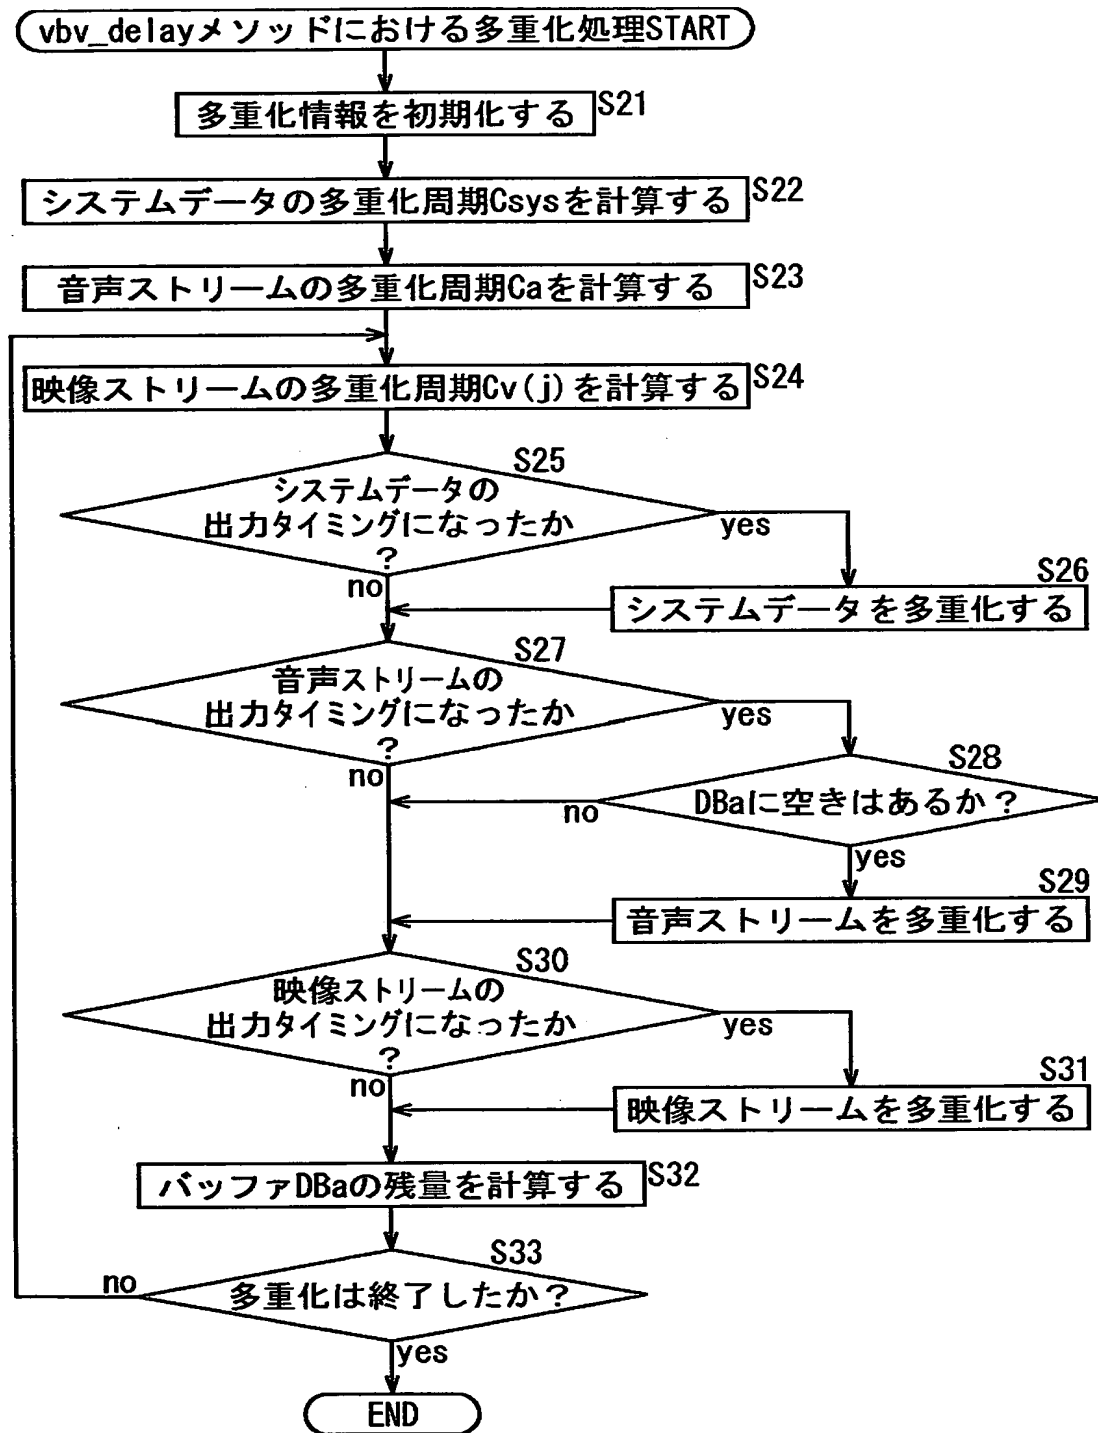 vbv_delayメソッドにおける多重化処理START
多重化情報を初期化する
S21
システムデータの多重化周期Csysを計算する
S22
音声ストリームの多重化周期Caを計算する
S23
映像ストリームの多重化周期Cv(j)を計算する
S24
S25
システムデータの
出力タイミングになったか
?
yes
no
S26
システムデータを多重化する
S27
音声ストリームの
出力タイミングになったか
?
yes
no
S28
DBaに空きはあるか?
no
yes
S29
音声ストリームを多重化する
S30
映像ストリームの
出力タイミングになったか
?
yes
no
S31
映像ストリームを多重化する
バッファDBaの残量を計算する
S32
S33
多重化は終了したか?
no
yes
END